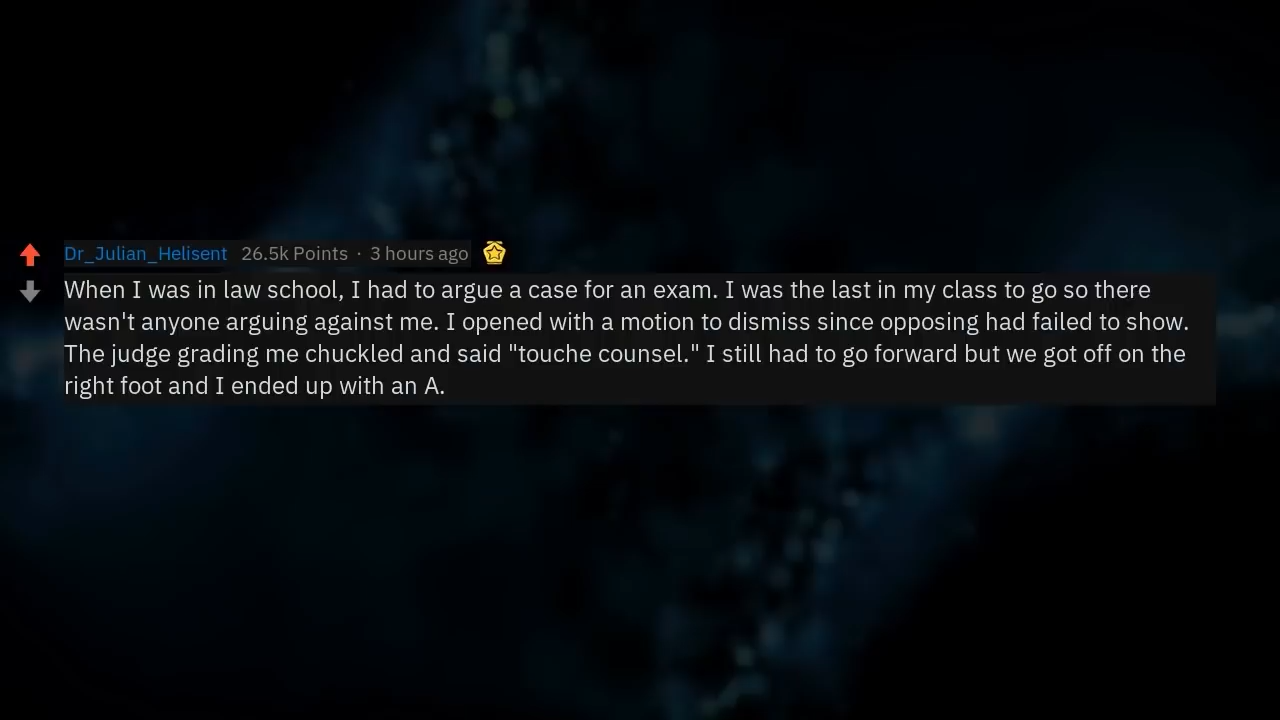 Dr_Julian_Helisent 26.5k Points · 3 hours ago
When I was in law school, I had to argue a case for an exam. I was the last in my class to go so there
wasn't anyone arguing against me. I opened with a motion to dismiss since opposing had failed to show.
The judge grading me chuckled and said "touche counsel." I still had to go forward but we got off on the
right foot and I ended up with an A.